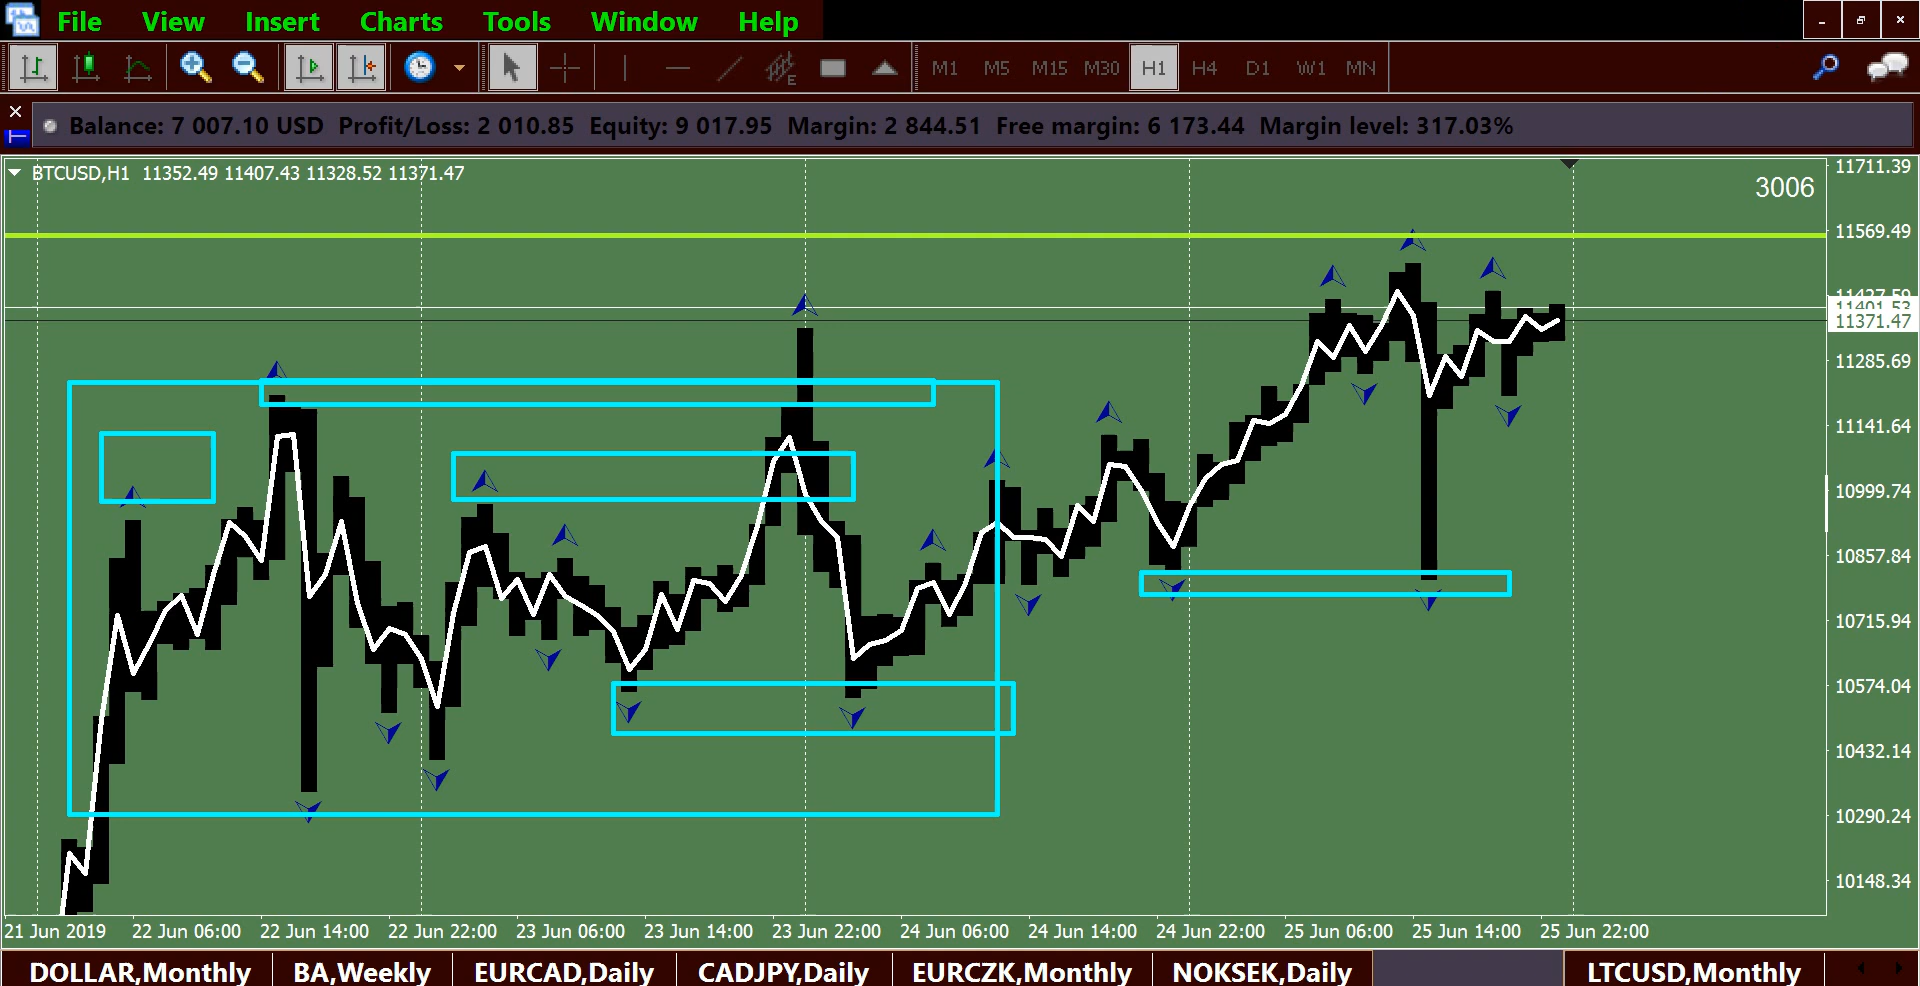 File View Insert Charts Tools Window Help
E M1 M5 M15 M30 H1 H4 D1 W1 MN
Balance: 7 007.10 USD Profit/Loss: 2 010.85 Equity: 9 017.95 Margin: 2 844.51 Free margin: 6 173.44 Margin level: 317.03%
BTCUSD,H1 11352.49 11407.43 11328.52 11371.47
3006
11711.39
11569.49
11401.53
11371.47
11285.69
11141.64
10999.74
10857.84
10715.94
10574.04
10432.14
10290.24
10148.34
21 Jun 2019 22 Jun 06:00 22 Jun 14:00 22 Jun 22:00 23 Jun 06:00 23 Jun 14:00 23 Jun 22:00 24 Jun 06:00 24 Jun 14:00 24 Jun 22:00 25 Jun 06:00 25 Jun 14:00 25 Jun 22:00
DOLLAR,Monthly BA,Weekly EURCAD,Daily CADJPY,Daily EURCZK,Monthly NOKSEK,Daily LTCUSD,Monthly